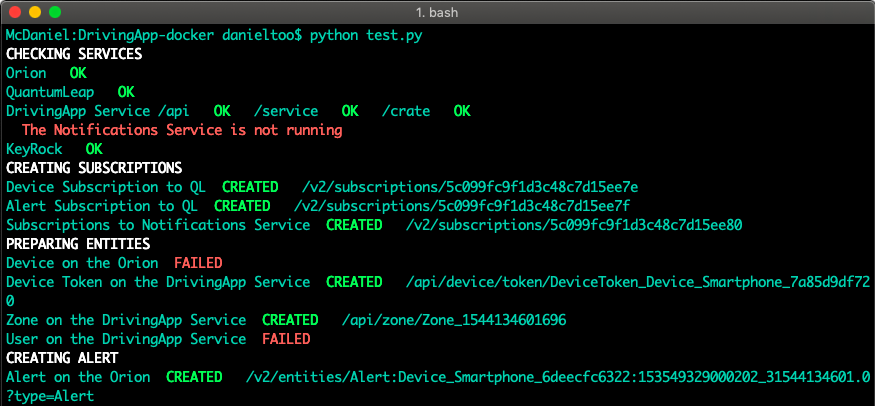 1. bash
McDaniel:DrivingApp-docker danieltoo$ python test.py
CHECKING SERVICES
Orion OK
QuantumLeap OK
DrivingApp Service /api OK /service OK /crate OK
The Notifications Service is not running
KeyRock OK
CREATING SUBSCRIPTIONS
Device Subscription to QL CREATED /v2/subscriptions/5c099fc9f1d3c48c7d15ee7e
Alert Subscription to QL CREATED /v2/subscriptions/5c099fc9f1d3c48c7d15ee7f
Subscriptions to Notifications Service CREATED /v2/subscriptions/5c099fc9f1d3c48c7d15ee80
PREPARING ENTITIES
Device on the Orion FAILED
Device Token on the DrivingApp Service CREATED /api/device/token/DeviceToken_Device_Smartphone_7a85d9df72
0
Zone on the DrivingApp Service CREATED /api/zone/Zone_1544134601696
User on the DrivingApp Service FAILED
CREATING ALERT
Alert on the Orion CREATED /v2/entities/Alert:Device_Smartphone_6deecfc6322:153549329000202_31544134601.0
?type=Alert